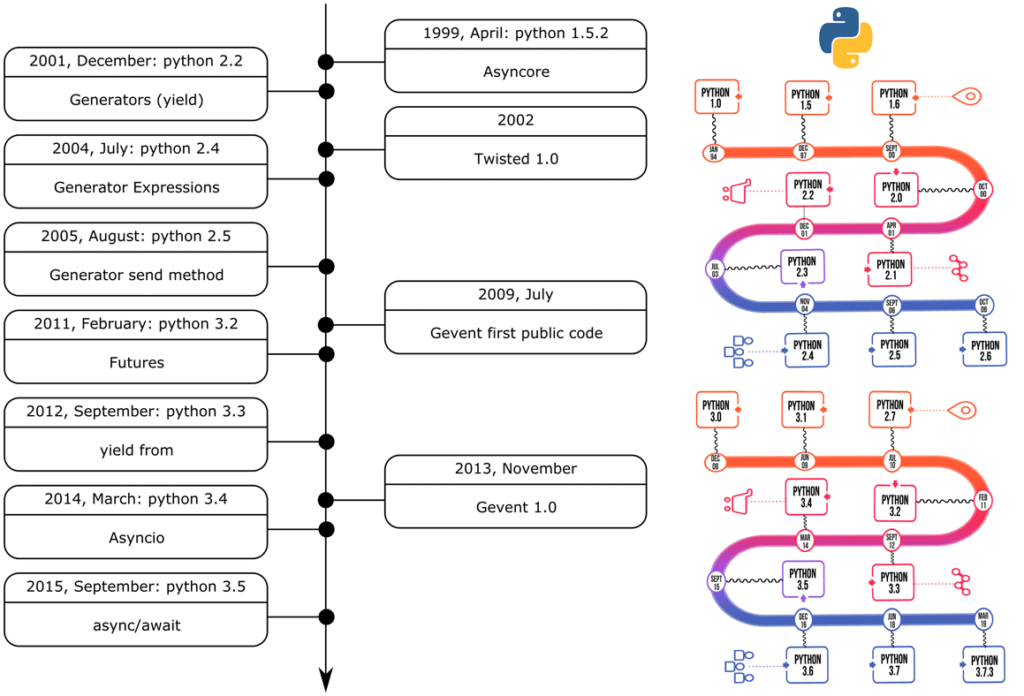 1999, April: python 1.5.2
Asyncore
2001, December: python 2.2
Generators (yield)
2002
Twisted 1.0
2004, July: python 2.4
Generator Expressions
2005, August: python 2.5
Generator send method
2009, July
Gevent first public code
2011, February: python 3.2
Futures
2012, September: python 3.3
yield from
2013, November
Gevent 1.0
2014, March: python 3.4
Asyncio
2015, September: python 3.5
async/await
PYTHON
1.0
PYTHON
1.5
PYTHON
1.6
JAN
94
DEC
97
SEPT
00
PYTHON
2.2
PYTHON
2.0
OCT
00
DEC
01
APR
01
JUL
03
PYTHON
2.3
PYTHON
2.1
NOV
04
SEPT
06
OCT
08
PYTHON
2.4
PYTHON
2.5
PYTHON
2.6
PYTHON
3.0
PYTHON
3.1
PYTHON
2.7
DEC
08
JUN
09
JUL
10
PYTHON
3.4
PYTHON
3.2
FEB
11
MAR
14
SEPT
12
SEPT
15
PYTHON
3.5
PYTHON
3.3
DEC
16
JUN
18
MAR
19
PYTHON
3.6
PYTHON
3.7
PYTHON
3.7.3